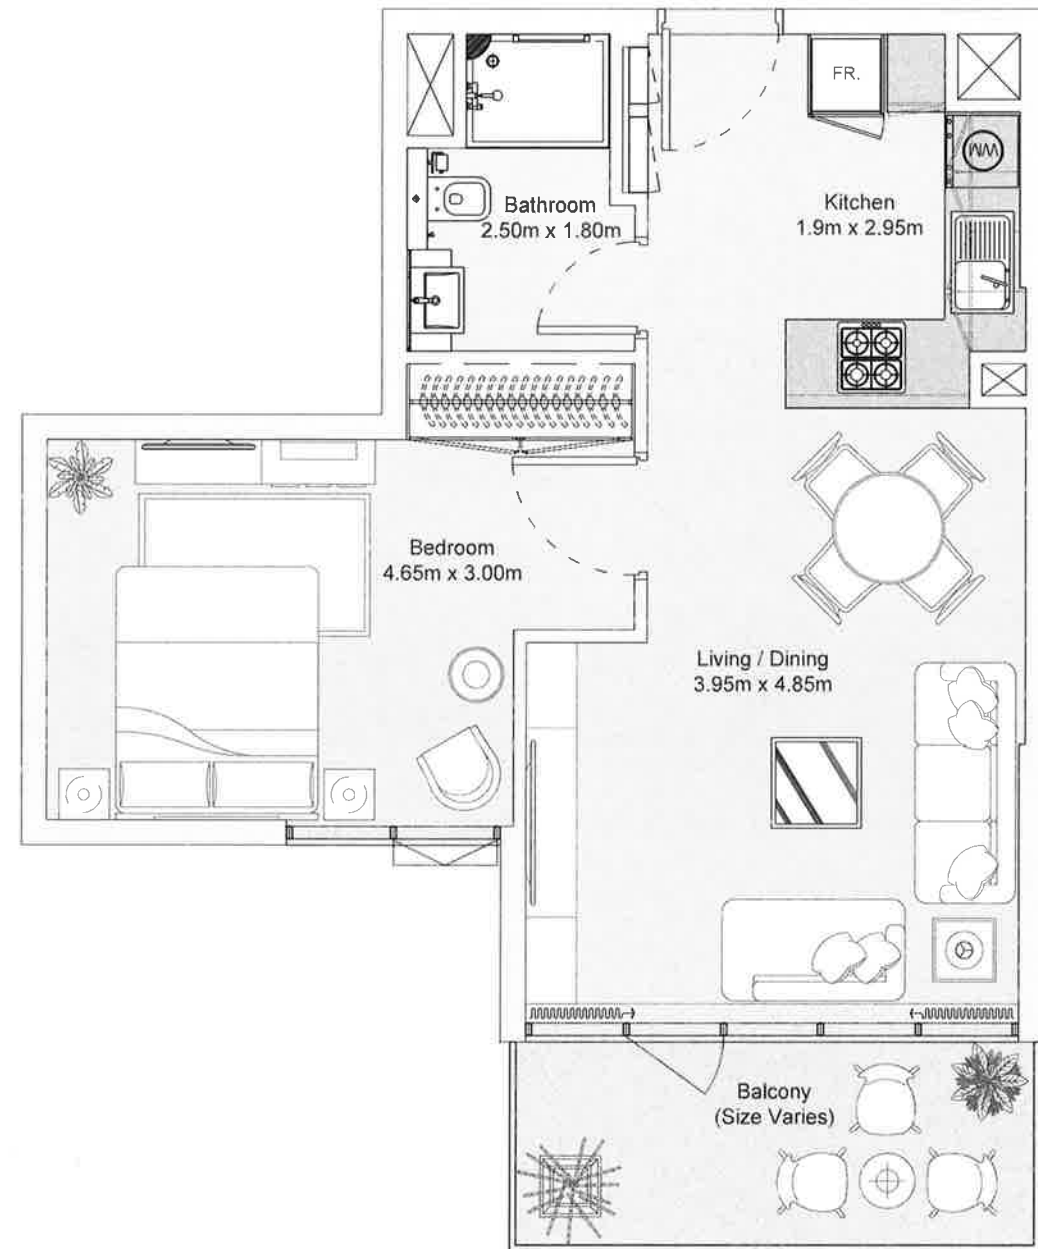 FR.
WM
Kitchen
1.9m x 2.95m
Bathroom
2.50m x 1.80m
Bedroom
4.65m x 3.00m
Living / Dining
3.95m x 4.85m
Balcony
(Size Varies)